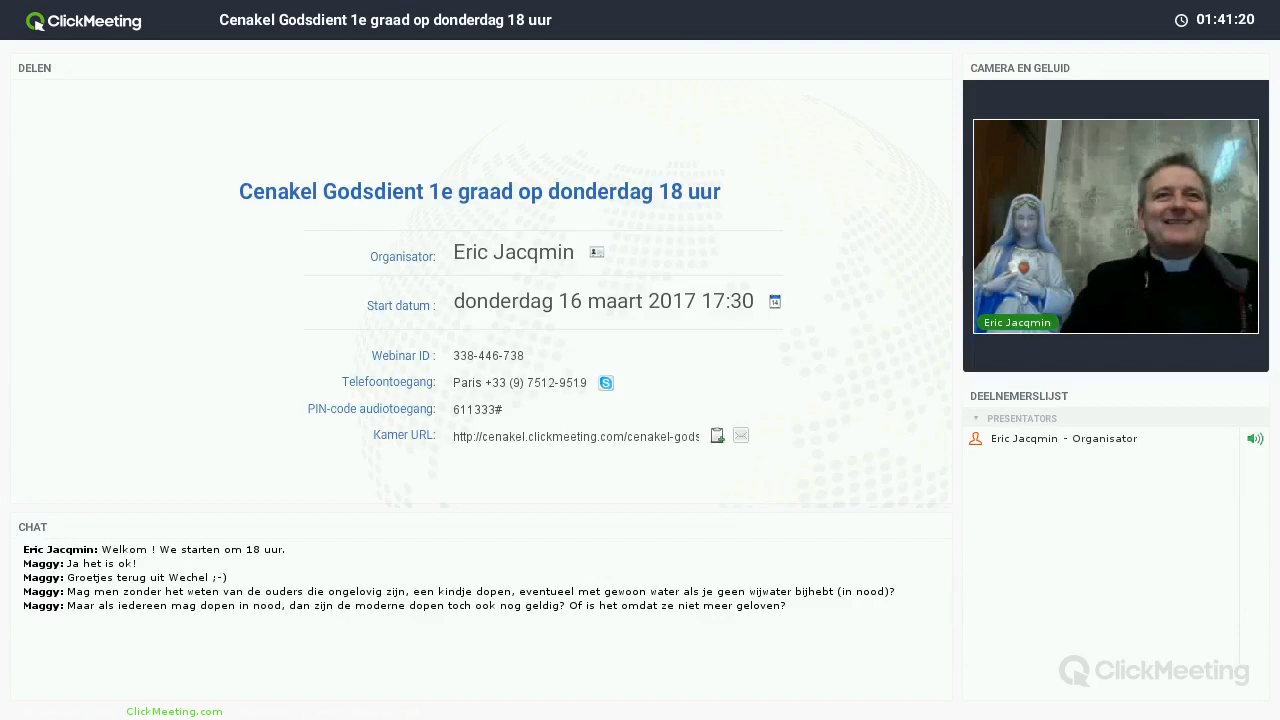 ClickMeeting
Cenakel Godsdient 1e graad op donderdag 18 uur
01:41:20
DELEN
Cenakel Godsdient 1e graad op donderdag 18 uur
Organisator: Eric Jacqmin
Start datum : donderdag 16 maart 2017 17:30
14
Webinar ID : 338-446-738
Telefoontoegang: Paris +33 (9) 7512-9519
PIN-code audiotoegang: 611333#
Kamer URL: http://cenakel.clickmeeting.com/cenakel-gods
CAMERA EN GELUID
Eric Jacqmin
DEELNEMERSLIJST
PRESENTATORS
Eric Jacqmin - Organisator
CHAT
Eric Jacqmin: Welkom ! We starten om 18 uur.
Maggy: Ja het is ok!
Maggy: Groetjes terug uit Wechel ;-)
Maggy: Mag men zonder het weten van de ouders die ongelovig zijn, een kindje dopen, eventueel met gewoon water als je geen wijwater bijhebt (in nood)?
Maggy: Maar als iedereen mag dopen in nood, dan zijn de moderne dopen toch ook nog geldig? Of is het omdat ze niet meer geloven?
ClickMeeting
ClickMeeting.com